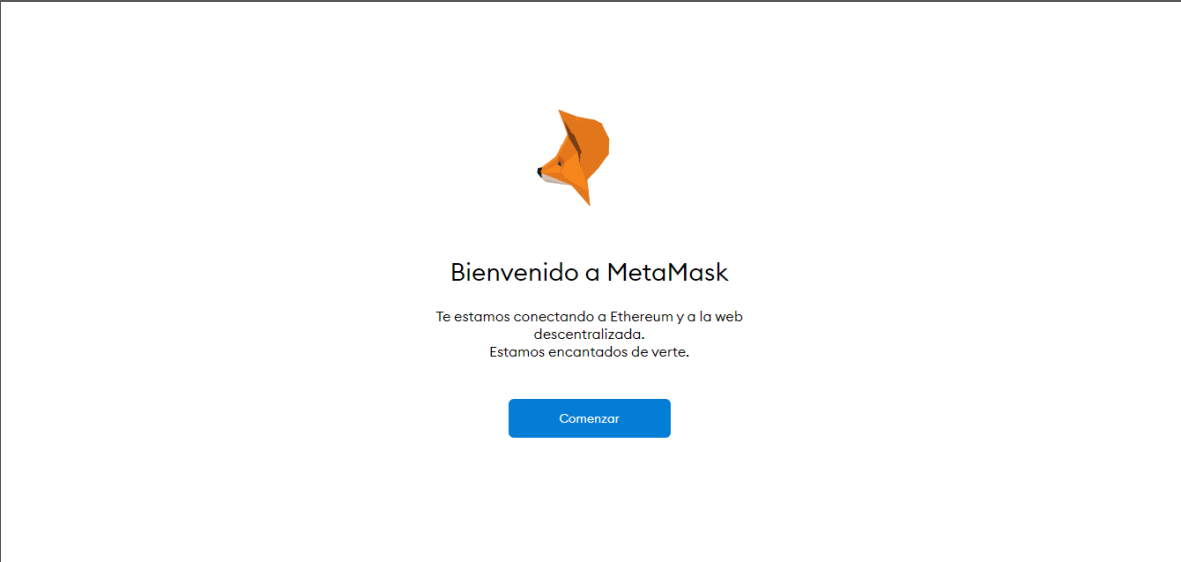 Bienvenido a MetaMask
Te estamos conectando a Ethereum y a la web
descentralizada.
Estamos encantados de verte.
Comenzar